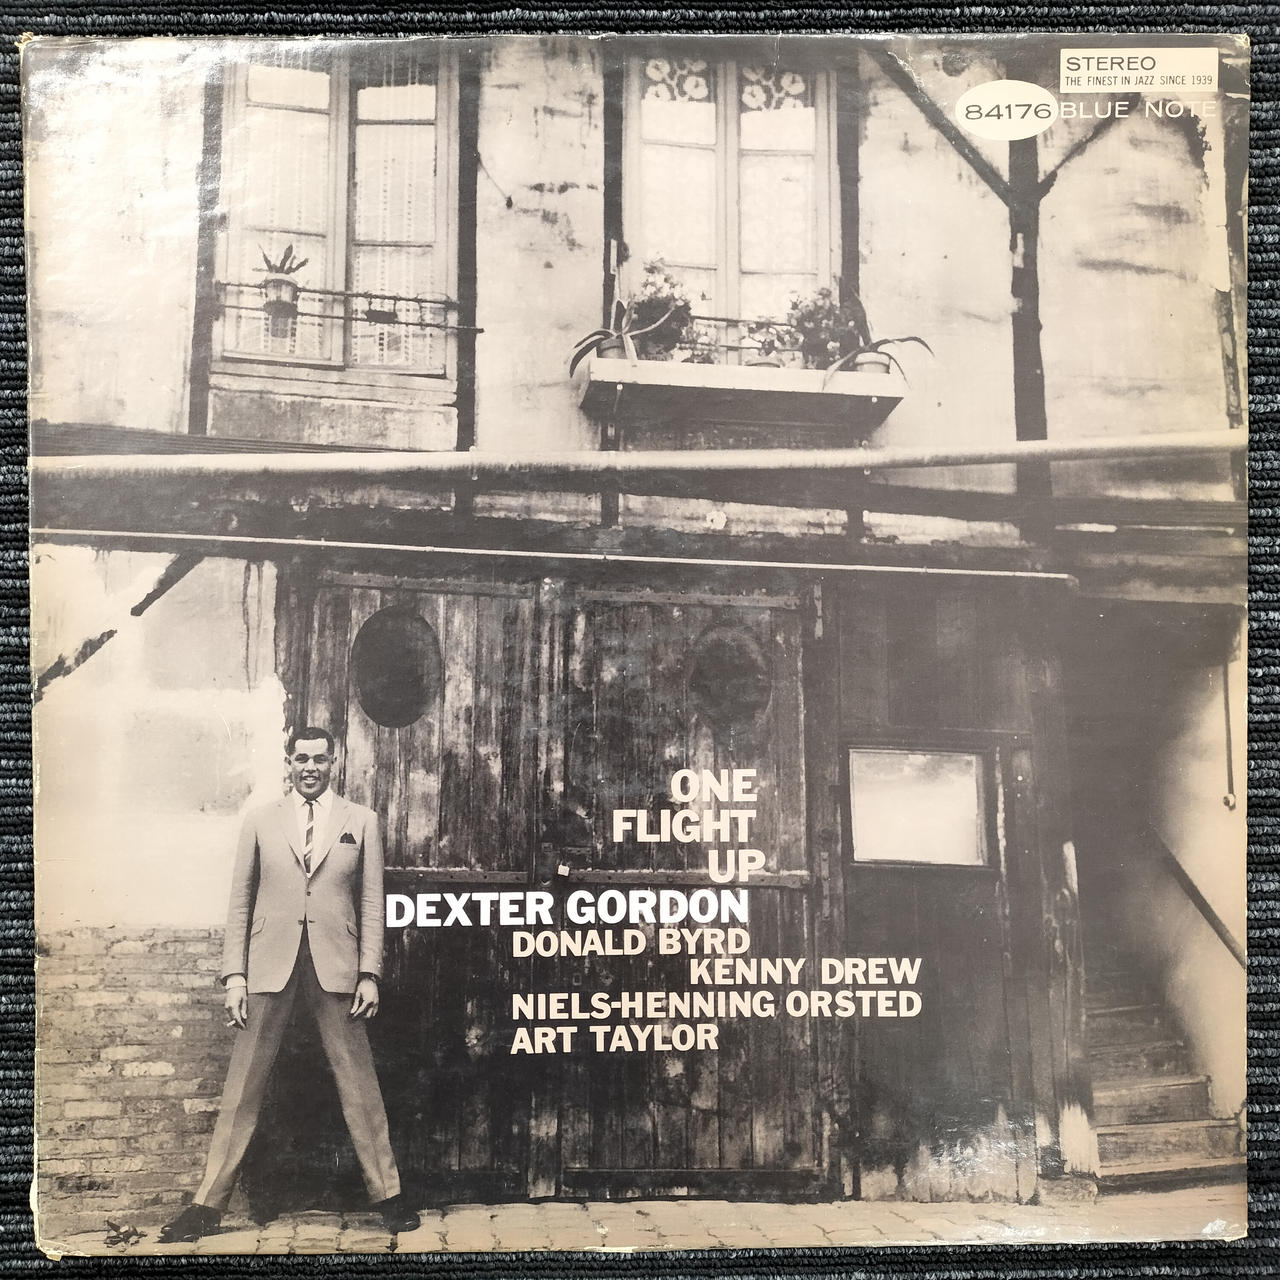 STEREO
THE FINEST IN JAZZ SINCE 1939
84176 BLUE NOTE
ONE
FLIGHT
UP
DEXTER GORDON
DONALD BYRD
KENNY DREW
NIELS-HENNING ORSTED
ART TAYLOR